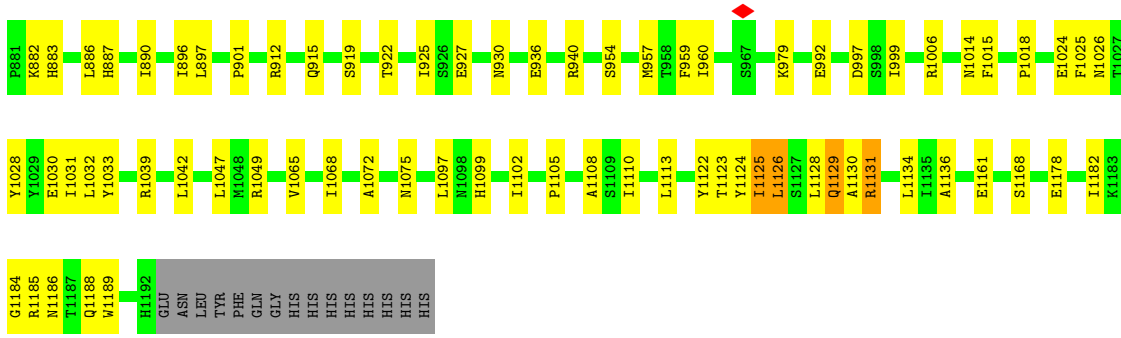 P881 K882 H883 L886 H887 I890 I896 L897 P901 R912 Q915 S919 T922 I925 S926 E927 N930 E936 R940 S954 M957 T958 F959 I960 S967 K979 E992 D997 S998 I999 R1006 N1014 F1015 P1018 E1024 F1025 N1026 T1027
Y1028 Y1029 E1030 I1031 L1032 Y1033 R1039 L1042 L1047 M1048 R1049 V1065 I1068 A1072 N1075 L1097 N1098 H1099 I1102 P1105 A1108 S1109 I1110 L1113 Y1122 T1123 Y1124 I1125 L1126 S1127 L1128 Q1129 A1130 R1131 L1134 I1135 A1136 E1161 S1168 E1178 I1182 K1183
G1184 R1185 N1186 T1187 Q1188 W1189 H1192 GLU ASN LEU TYR PHE GLN GLY HIS HIS HIS HIS HIS HIS HIS HIS